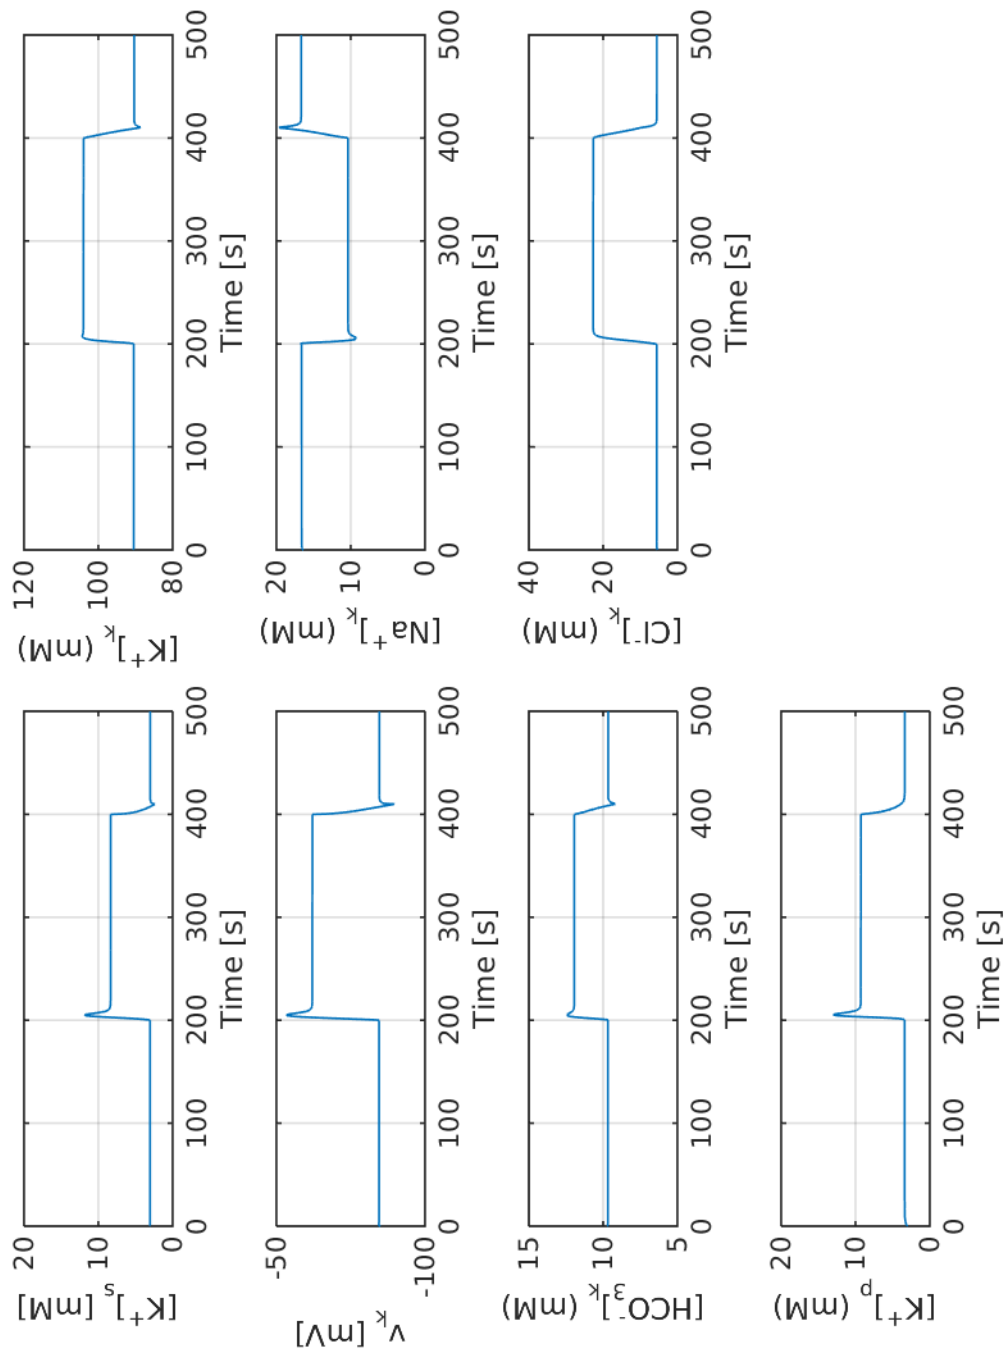 [K⁺]ₛ [mM]
20
10
0
0 100 200 300 400 500
Time [s]
[K⁺]ₖ (mM)
120
100
80
0 100 200 300 400 500
Time [s]
vₖ [mV]
-50
-100
0 100 200 300 400 500
Time [s]
[Na⁺]ₖ (mM)
20
10
0
0 100 200 300 400 500
Time [s]
[HCO₃⁻]ₖ (mM)
15
10
5
0 100 200 300 400 500
Time [s]
[Cl⁻]ₖ (mM)
40
20
0
0 100 200 300 400 500
Time [s]
[K⁺]ₚ (mM)
20
10
0
0 100 200 300 400 500
Time [s]